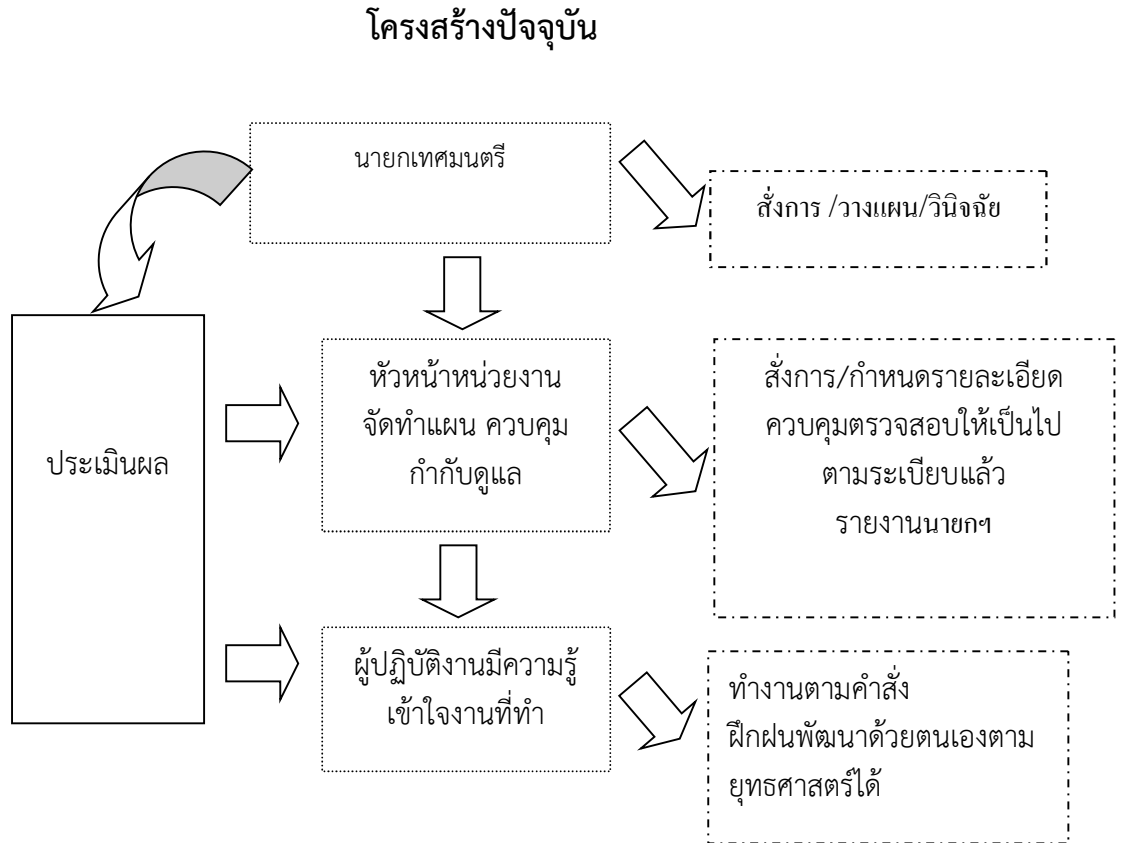 โครงสร้างปัจจุบัน
นายกเทศมนตรี
สั่งการ /วางแผน/วินิจฉัย
ประเมินผล
หัวหน้าหน่วยงาน
จัดทำแผน ควบคุม
กำกับดูแล
สั่งการ/กำหนดรายละเอียด
ควบคุมตรวจสอบให้เป็นไป
ตามระเบียบแล้ว
รายงานนายกฯ
ผู้ปฏิบัติงานมีความรู้
เข้าใจงานที่ทำ
ทำงานตามคำสั่ง
ฝึกฝนพัฒนาด้วยตนเองตาม
ยุทธศาสตร์ได้